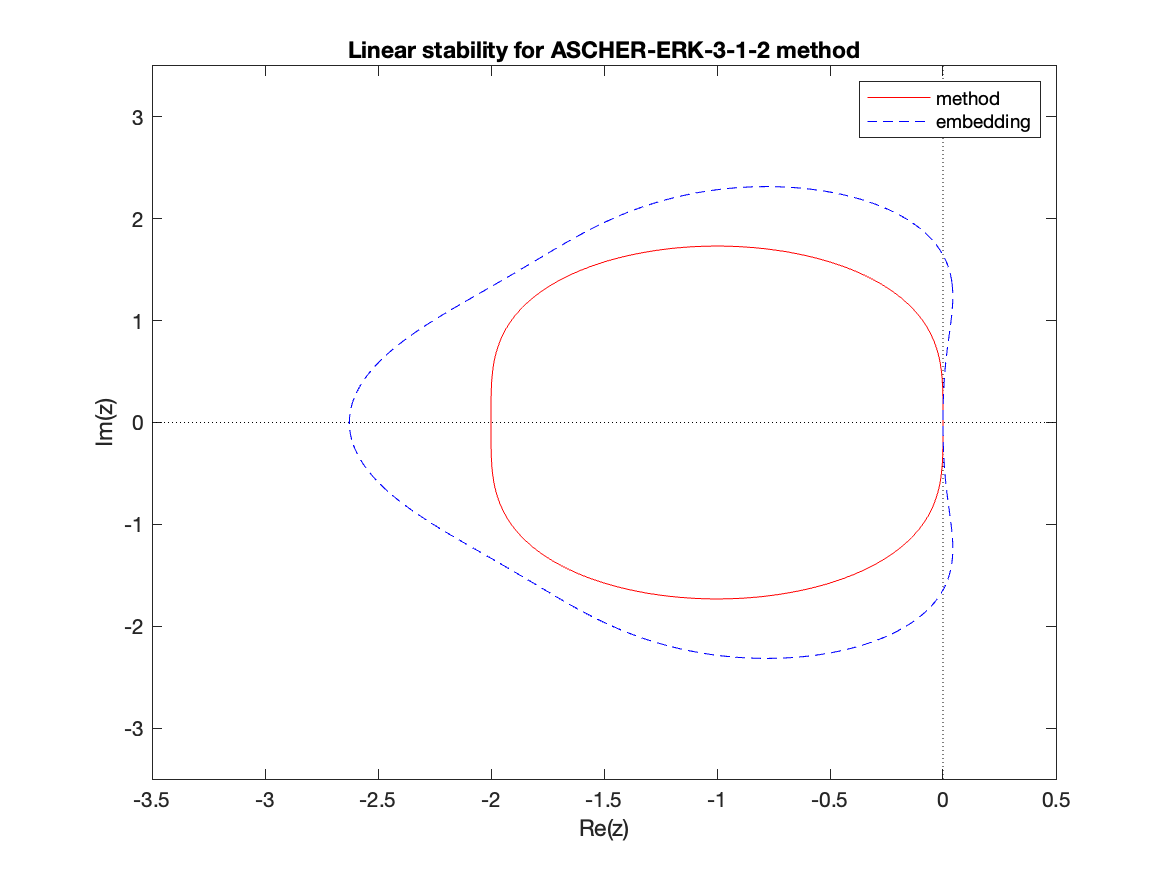 Linear stability for ASCHER-ERK-3-1-2 method
method
embedding
3
2
1
0
-1
-2
-3
Im(z)
-3.5 -3 -2.5 -2 -1.5 -1 -0.5 0 0.5
Re(z)